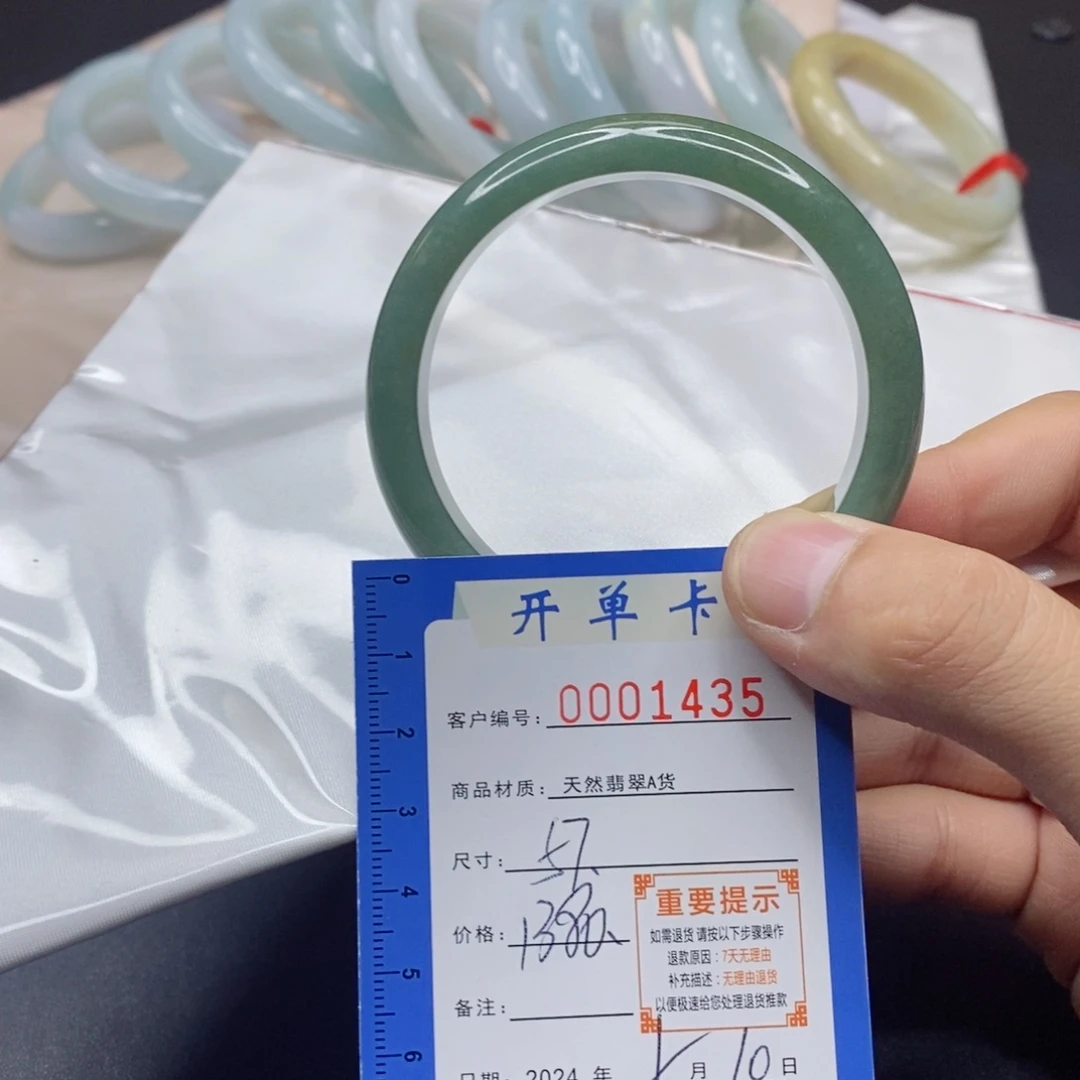 开单卡
0 1 2 3 4 5 6
客户编号: 0001435
商品材质: 天然翡翠A货
尺寸: 57
价格:
重要提示
如需退货 请按以下步骤操作
退款原因:7天无理由
补充描述:无理由退货
以便极速给您处理退货推款
备注:
日期: 2024 年 月 10 日